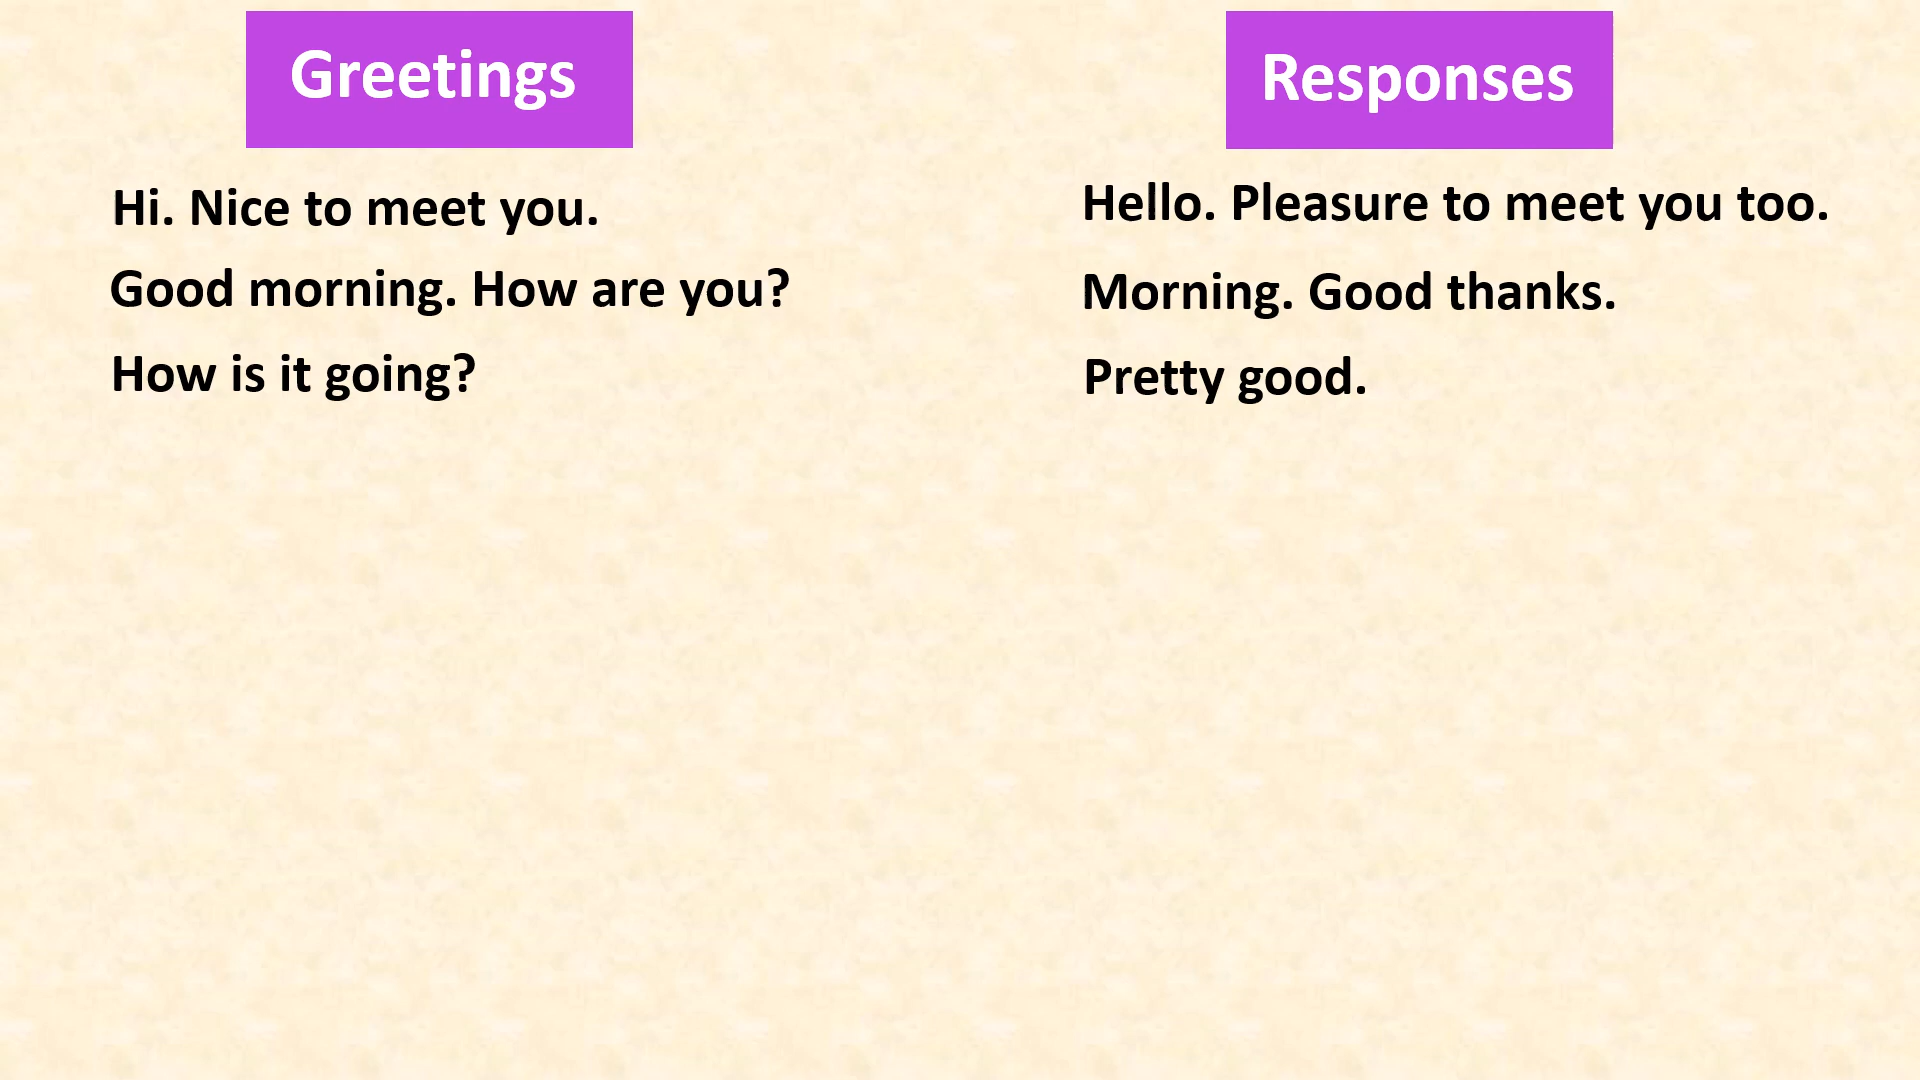 Greetings
Responses
Hi. Nice to meet you.
Hello. Pleasure to meet you too.
Good morning. How are you?
Morning. Good thanks.
How is it going?
Pretty good.